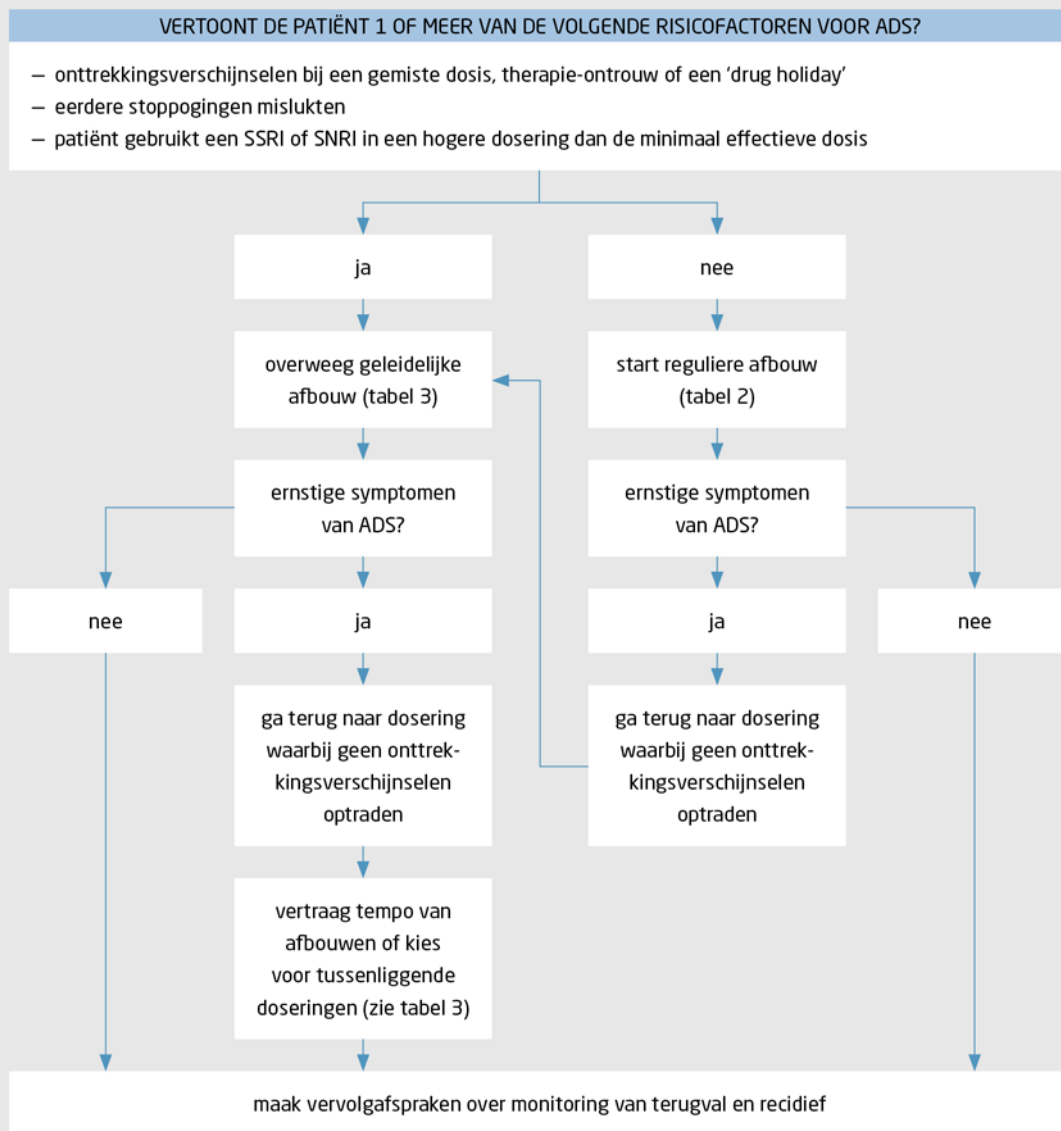 VERTOONT DE PATIËNT 1 OF MEER VAN DE VOLGENDE RISICOFACTOREN VOOR ADS?
– onttrekkingsverschijnselen bij een gemiste dosis, therapie-ontrouw of een ‘drug holiday’
– eerdere stoppogingen mislukten
– patiënt gebruikt een SSRI of SNRI in een hogere dosering dan de minimaal effectieve dosis
ja
nee
overweeg geleidelijke
afbouw (tabel 3)
start reguliere afbouw
(tabel 2)
ernstige symptomen
van ADS?
ernstige symptomen
van ADS?
nee
ja
ja
nee
ga terug naar dosering
waarbij geen onttrek-
kingsverschijnselen
optraden
ga terug naar dosering
waarbij geen onttrek-
kingsverschijnselen
optraden
vertraag tempo van
afbouwen of kies
voor tussenliggende
doseringen (zie tabel 3)
maak vervolgafspraken over monitoring van terugval en recidief